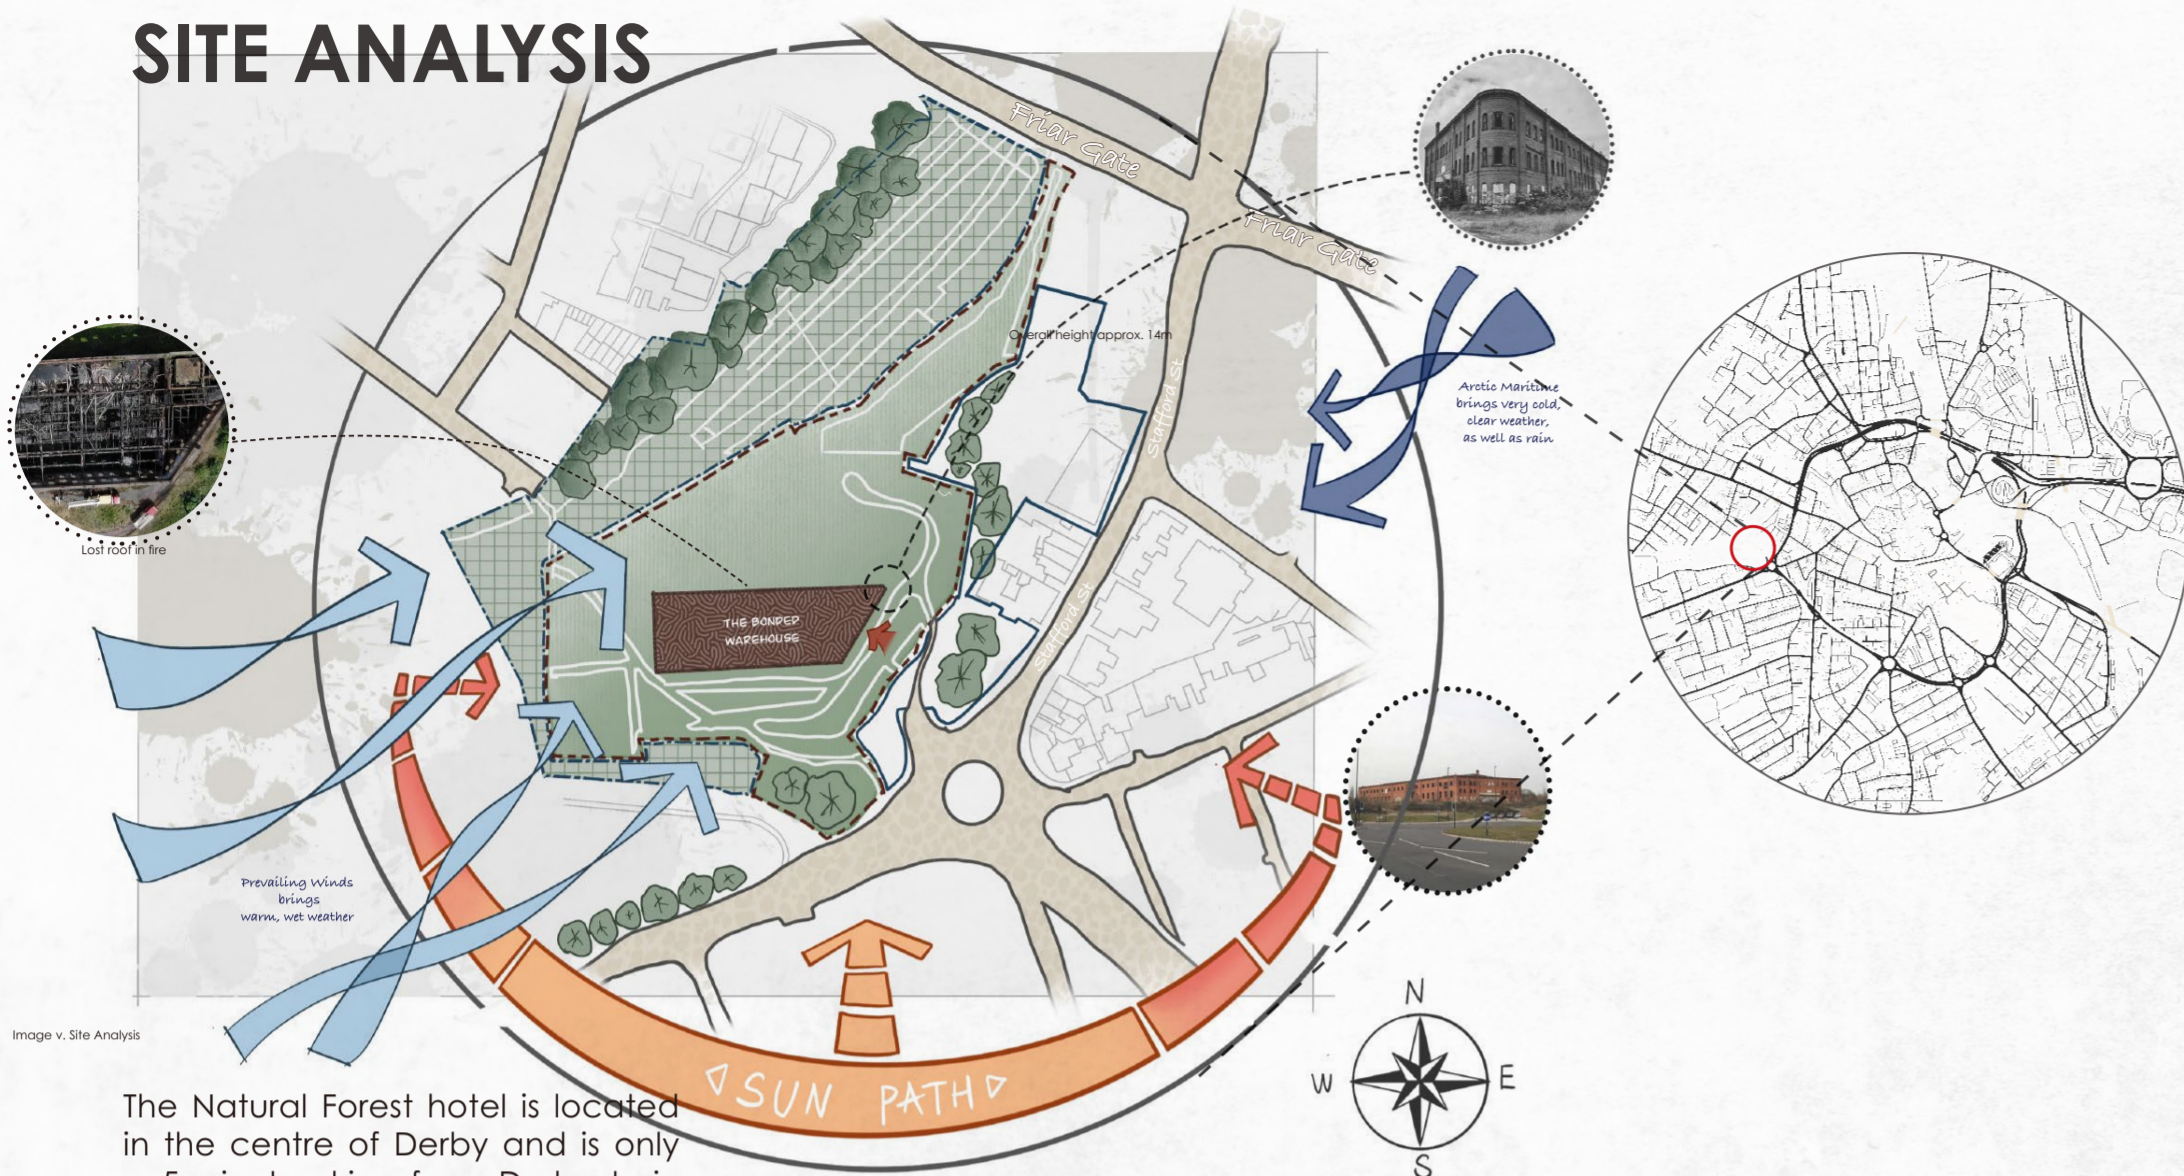 SITE ANALYSIS
Friar Gate
Friar Gate
Overall height approx. 14m
Stafford St
Arctic Maritime
brings very cold,
clear weather,
as well as rain
Lost roof in fire
THE BONDED
WAREHOUSE
Stafford St
Prevailing Winds
brings
warm, wet weather
Image v. Site Analysis
◁ SUN PATH ▷
N
W
E
S
The Natural Forest hotel is located
in the centre of Derby and is only